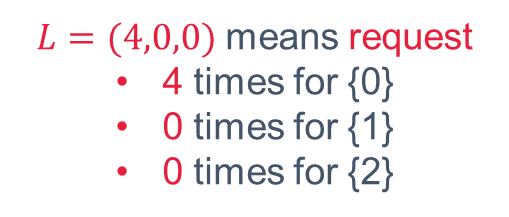 L = (4,0,0) means request
• 4 times for {0}
• 0 times for {1}
• 0 times for {2}